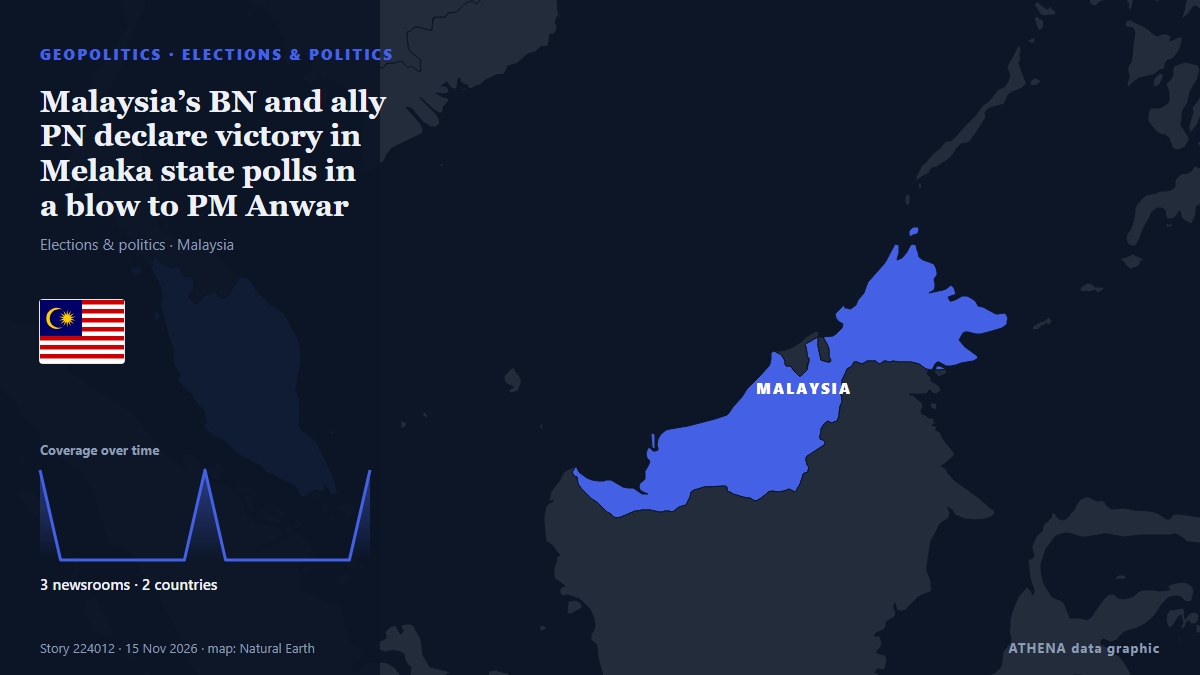 GEOPOLITICS · ELECTIONS & POLITICS
Malaysia’s BN and ally
PN declare victory in
Melaka state polls in
a blow to PM Anwar
Elections & politics · Malaysia
MALAYSIA
Coverage over time
3 newsrooms · 2 countries
Story 224012 · 15 Nov 2026 · map: Natural Earth
ATHENA data graphic